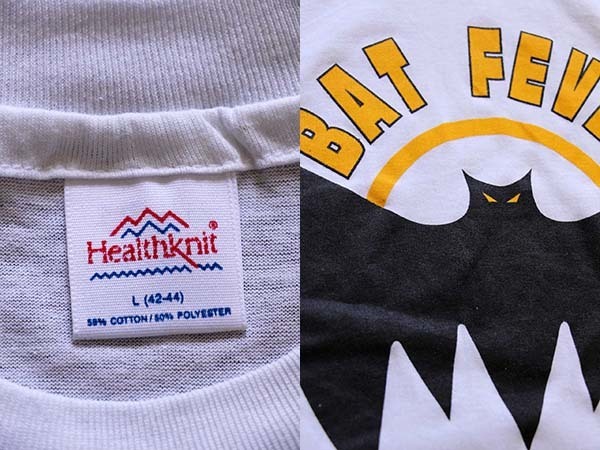 Healthknit®
L (42-44)
50% COTTON / 50% POLYESTER
BAT FEVE